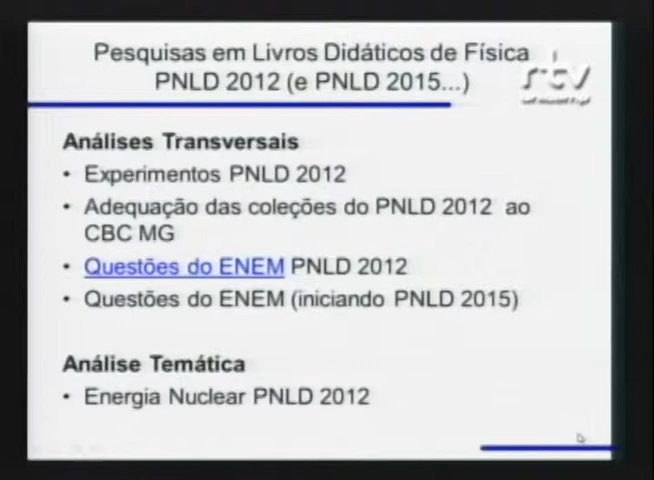 Pesquisas em Livros Didáticos de Física
PNLD 2012 (e PNLD 2015...)
rtv
Análises Transversais
• Experimentos PNLD 2012
• Adequação das coleções do PNLD 2012 ao
CBC MG
• Questões do ENEM PNLD 2012
• Questões do ENEM (iniciando PNLD 2015)
Análise Temática
• Energia Nuclear PNLD 2012